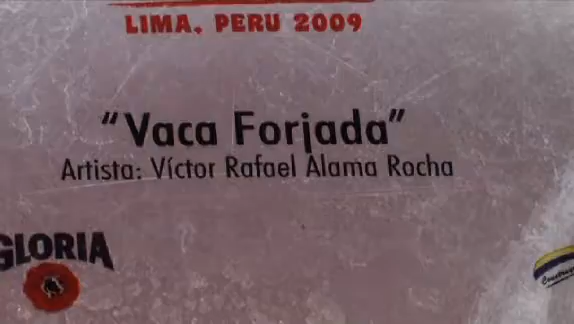 LIMA, PERU 2009
"Vaca Forjada"
Artista: Víctor Rafael Alama Rocha
GLORIA